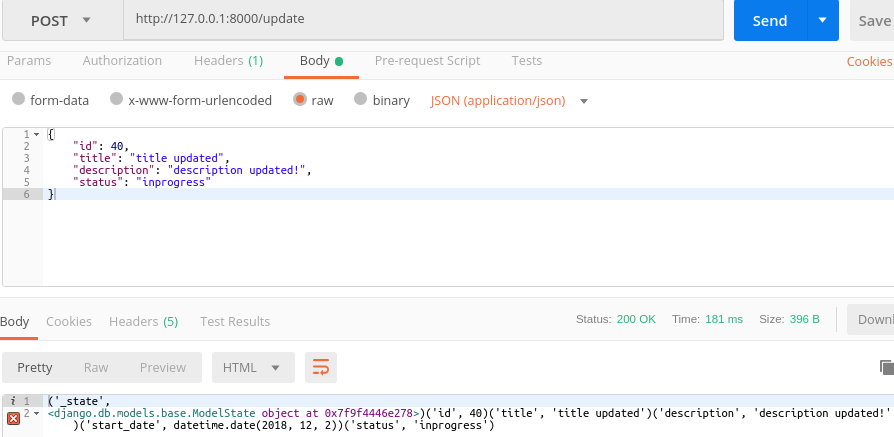 POST http://127.0.0.1:8000/update Send Save
Params Authorization Headers (1) Body Pre-request Script Tests Cookies
form-data x-www-form-urlencoded raw binary JSON (application/json)
1 {
2 "id": 40,
3 "title": "title updated",
4 "description": "description updated!",
5 "status": "inprogress"
6 }
Body Cookies Headers (5) Test Results Status: 200 OK Time: 181 ms Size: 396 B Downl
Pretty Raw Preview HTML
i 1 ('_state',
2 <django.db.models.base.ModelState object at 0x7f9f4446e278>)('id', 40)('title', 'title updated')('description', 'description updated!'
)('start_date', datetime.date(2018, 12, 2))('status', 'inprogress')